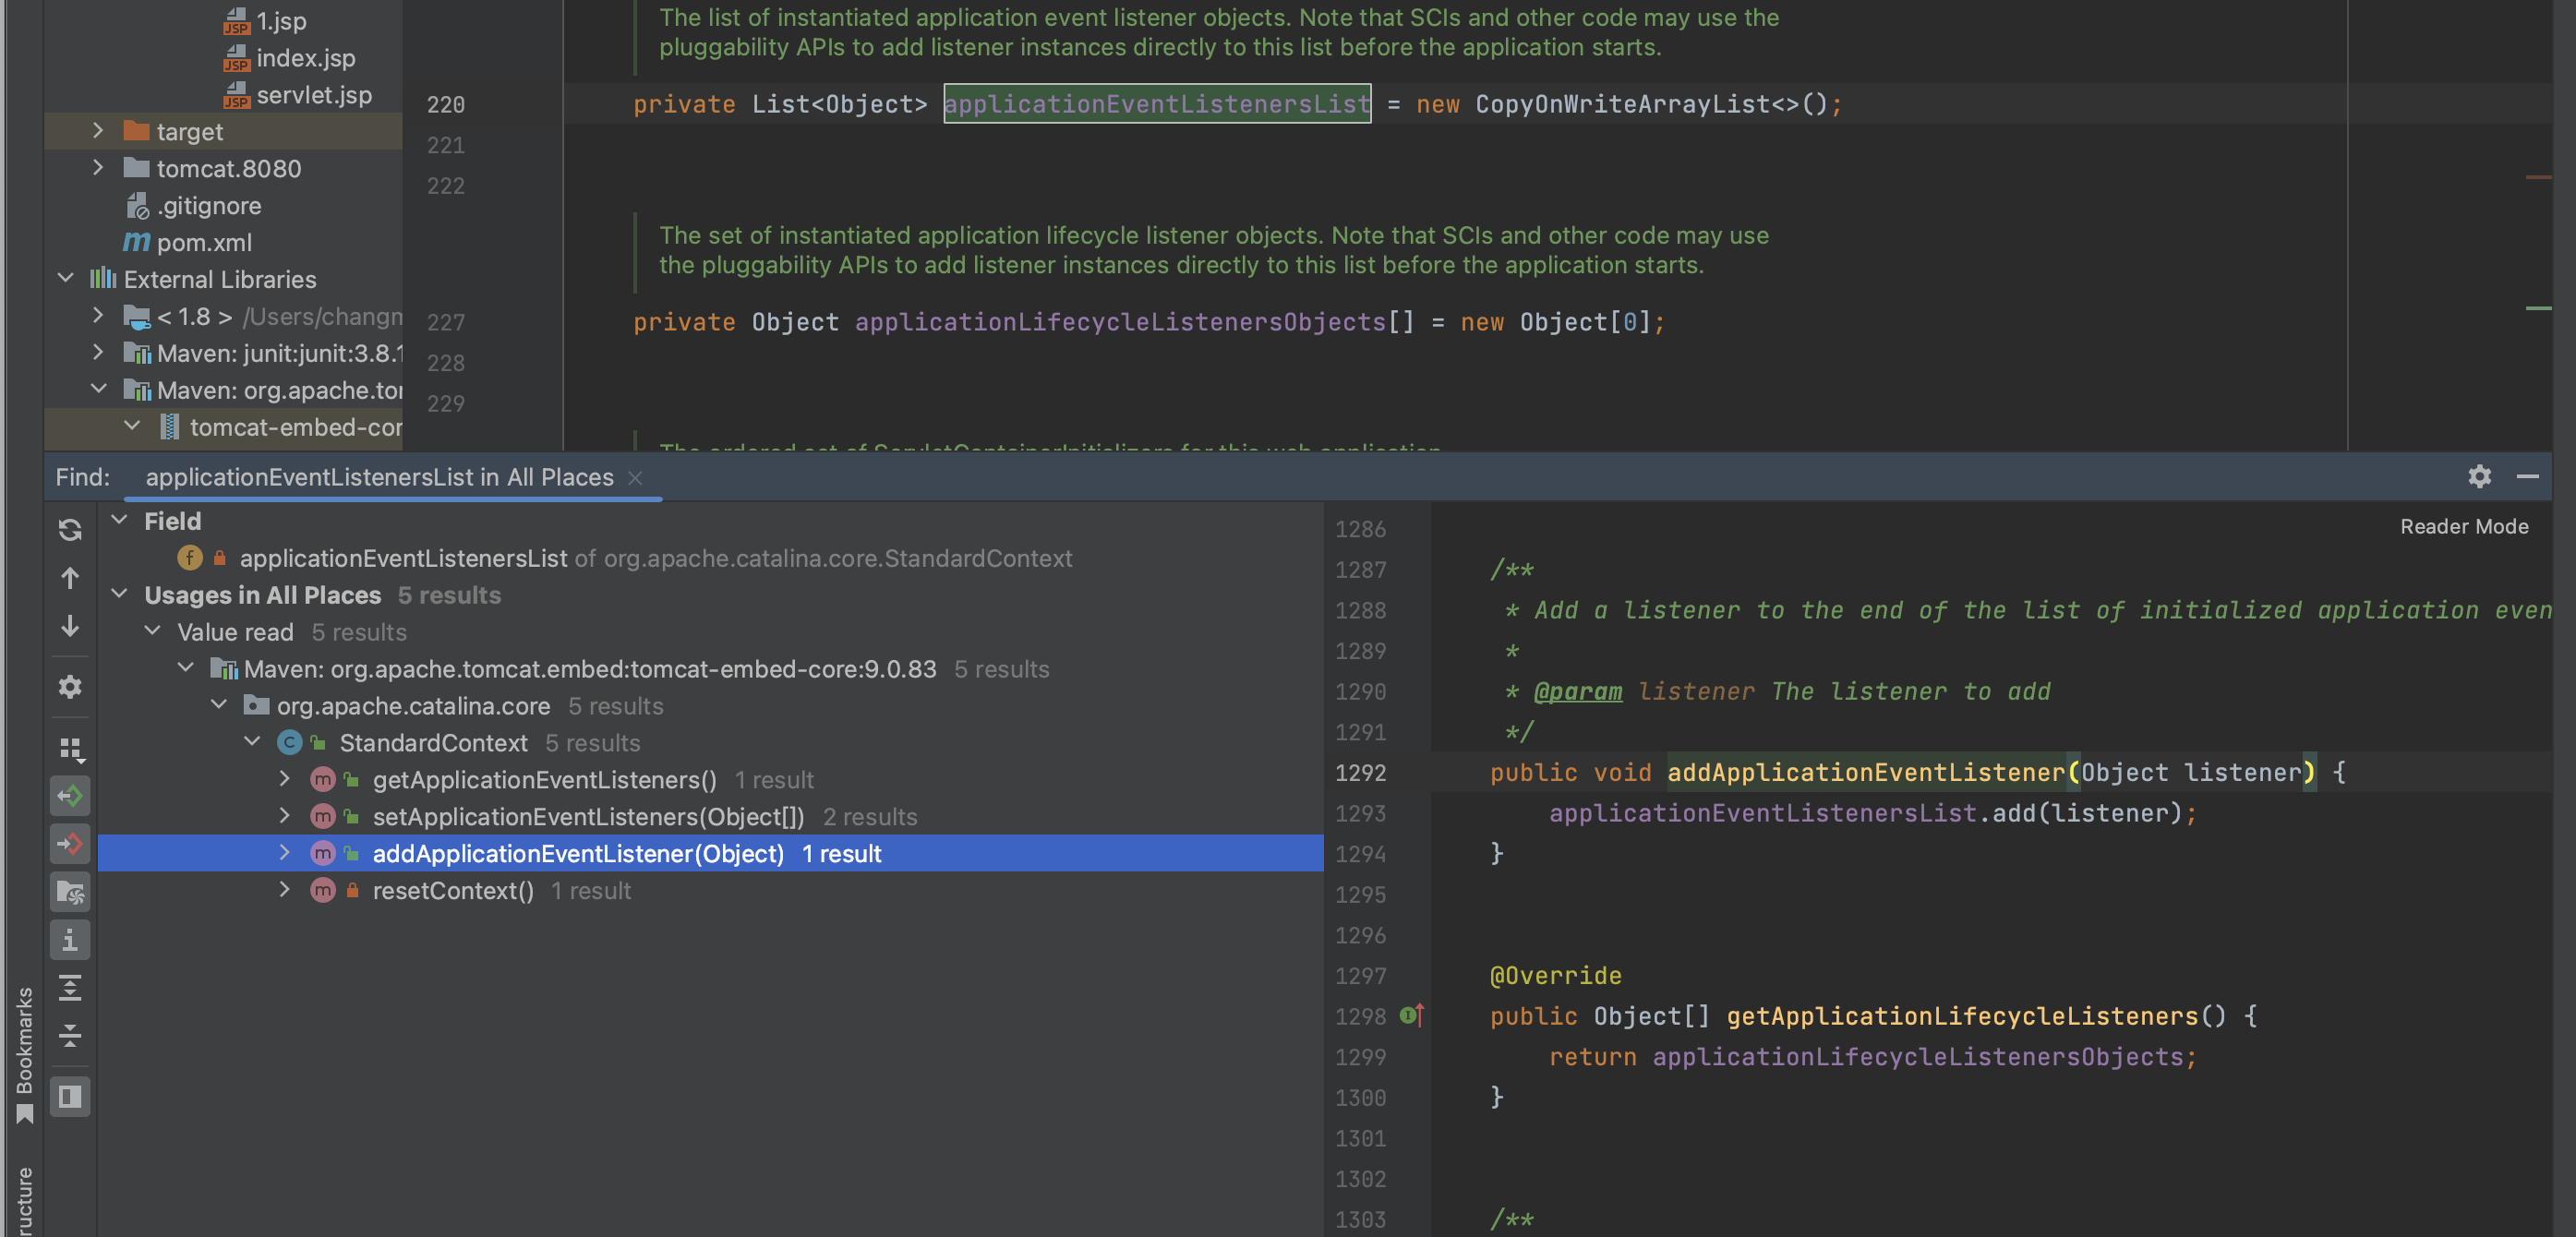 1.jsp
index.jsp
servlet.jsp
target
tomcat.8080
.gitignore
pom.xml
External Libraries
< 1.8 > /Users/changm
Maven: junit:junit:3.8.1
Maven: org.apache.to
tomcat-embed-cor
The list of instantiated application event listener objects. Note that SCIs and other code may use the
pluggability APIs to add listener instances directly to this list before the application starts.
220 private List<Object> applicationEventListenersList = new CopyOnWriteArrayList<>();
221
222
The set of instantiated application lifecycle listener objects. Note that SCIs and other code may use
the pluggability APIs to add listener instances directly to this list before the application starts.
227 private Object applicationLifecycleListenersObjects[] = new Object[0];
228
229
The ordered set of ServletContainerInitializers for this web application.
Find: applicationEventListenersList in All Places
Field
applicationEventListenersList of org.apache.catalina.core.StandardContext
Usages in All Places 5 results
Value read 5 results
Maven: org.apache.tomcat.embed:tomcat-embed-core:9.0.83 5 results
org.apache.catalina.core 5 results
StandardContext 5 results
getApplicationEventListeners() 1 result
setApplicationEventListeners(Object[]) 2 results
addApplicationEventListener(Object) 1 result
resetContext() 1 result
Reader Mode
1286
1287 /**
1288 * Add a listener to the end of the list of initialized application even
1289 *
1290 * @param listener The listener to add
1291 */
1292 public void addApplicationEventListener(Object listener) {
1293 applicationEventListenersList.add(listener);
1294 }
1295
1296
1297 @Override
1298 public Object[] getApplicationLifecycleListeners() {
1299 return applicationLifecycleListenersObjects;
1300 }
1301
1302
1303 /**
Bookmarks
ructure